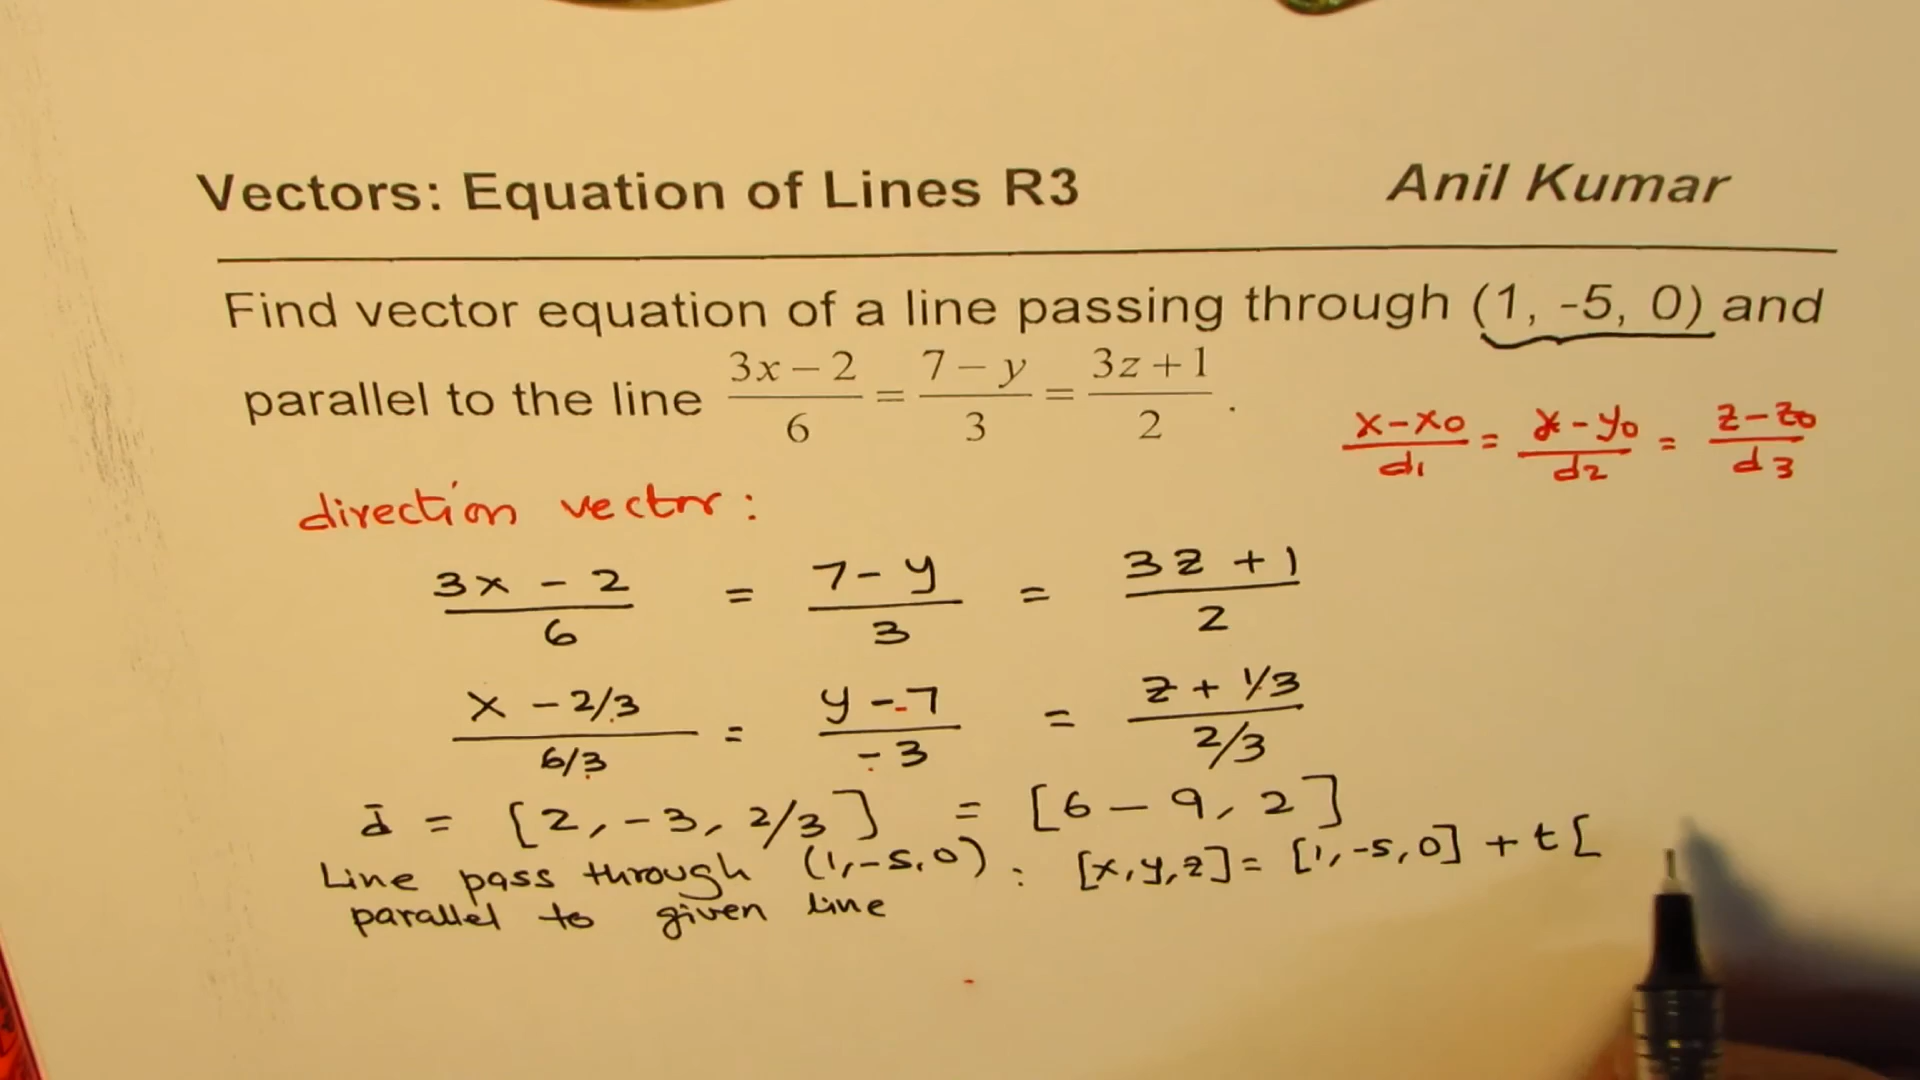 Vectors: Equation of Lines R3 Anil Kumar
Find vector equation of a line passing through (1, -5, 0) and
parallel to the line (3x − 2)/6 = (7 − y)/3 = (3z + 1)/2 .
(x − x0)/d1 = (y − y0)/d2 = (z − z0)/d3
direction vector :
(3x − 2)/6 = (7 − y)/3 = (3z + 1)/2
(x − 2/3)/(6/3) = (y − 7)/(−3) = (z + 1/3)/(2/3)
d̄ = [2, −3, 2/3] = [6 − 9, 2]
Line pass through (1, −5, 0) : [x, y, z] = [1, −5, 0] + t [
parallel to given line